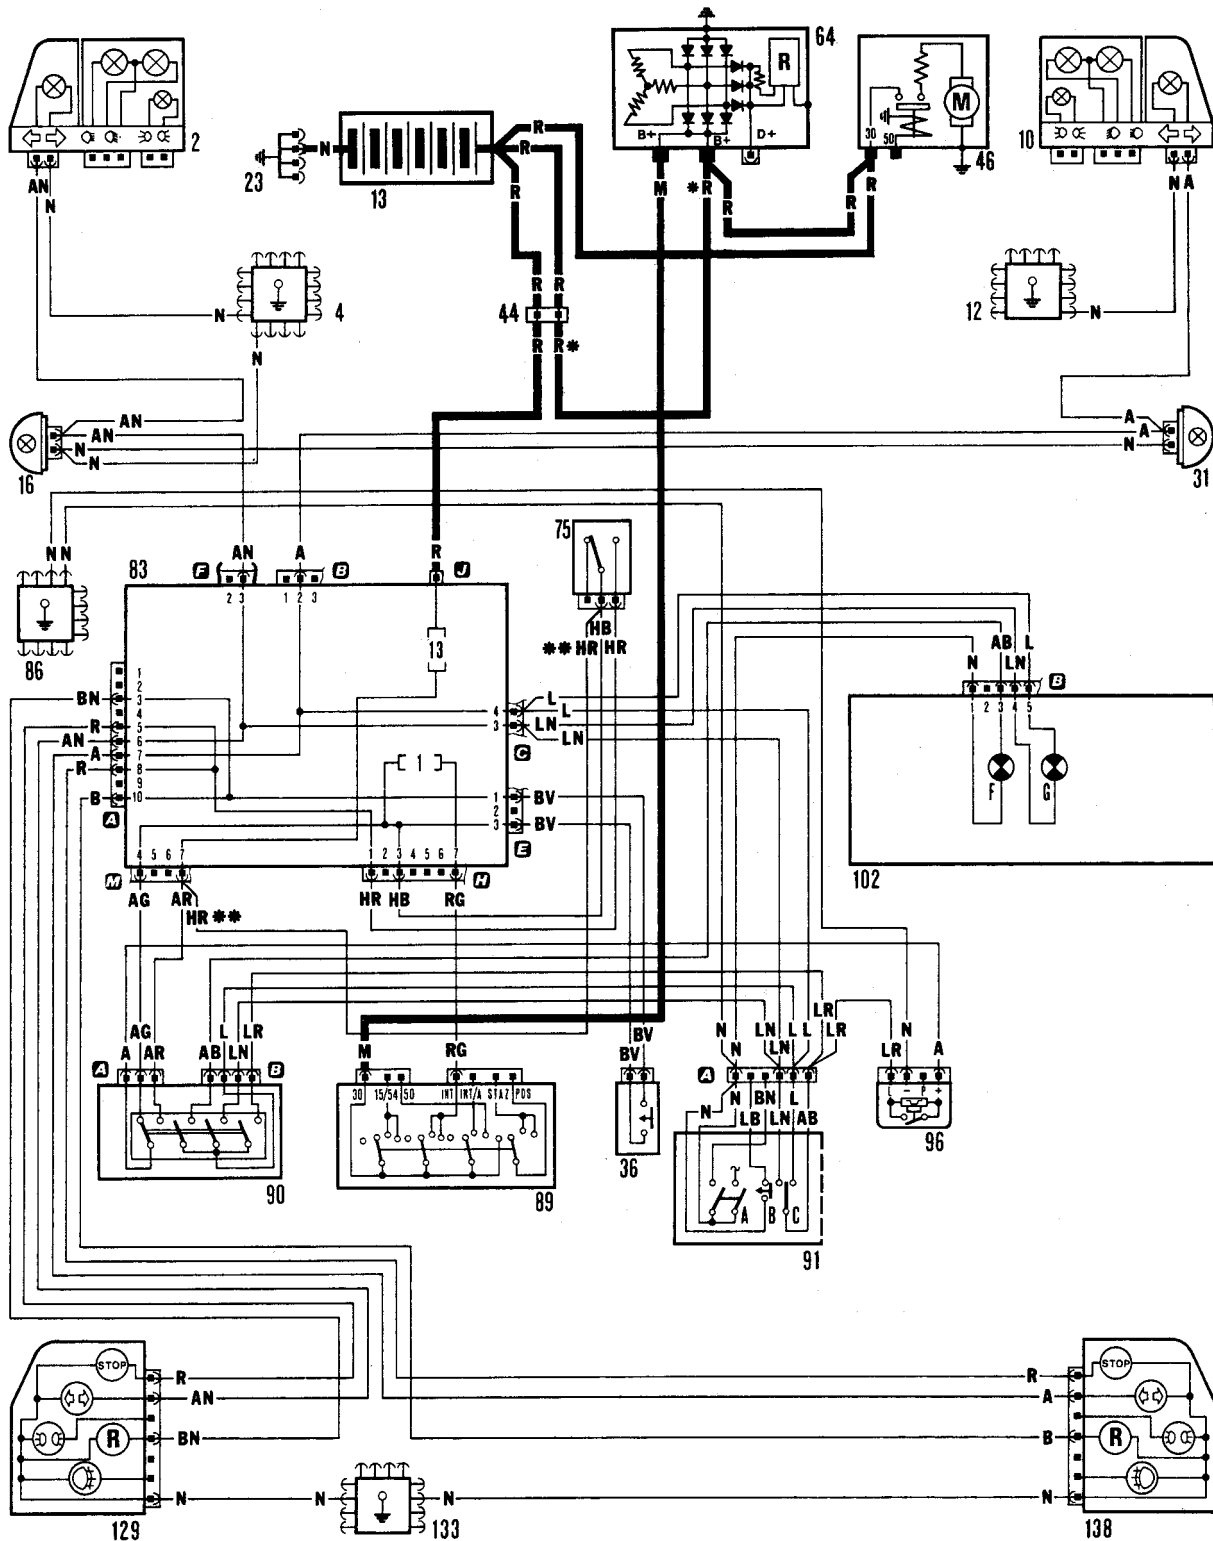 64
R
B+ B+ D+
M
30 50
46
2
10
AN
N
23
N
13
R
R
R
M
*R
R
R
R
N A
R R
44
R R*
N
4
12
N
N
AN
AN
N
N
16
A
A
N
31
N N
83
AN
A
R
F
B
J
2 3
1 2 3
75
HB
**HR HR
86
13
AB L
N LN
B
1 2 3 4 5
F
G
102
BN
R
AN
A
R
B
1
2
3
4
5
6
7
8
9
10
A
4
3
L
L
LN
LN
C
1
1
2
3
BV
BV
E
4 5 6 7
1 2 3 4 5 6 7
M
H
AG
AR
HR **
HR HB
RG
AG
A AR
L LR
AB LN
A
B
90
M
RG
30 15/54 50
INT INT/A STAZ PDS
89
BV
BV
36
N
N
LN
LN
L L
LR
LR
A
N
N
BN
LB
L
LN AB
A B C
91
LR
N
A
L − P +
96
STOP
R
R
AN
BN
N
129
N
133
N
STOP
R
R
A
B
N
138